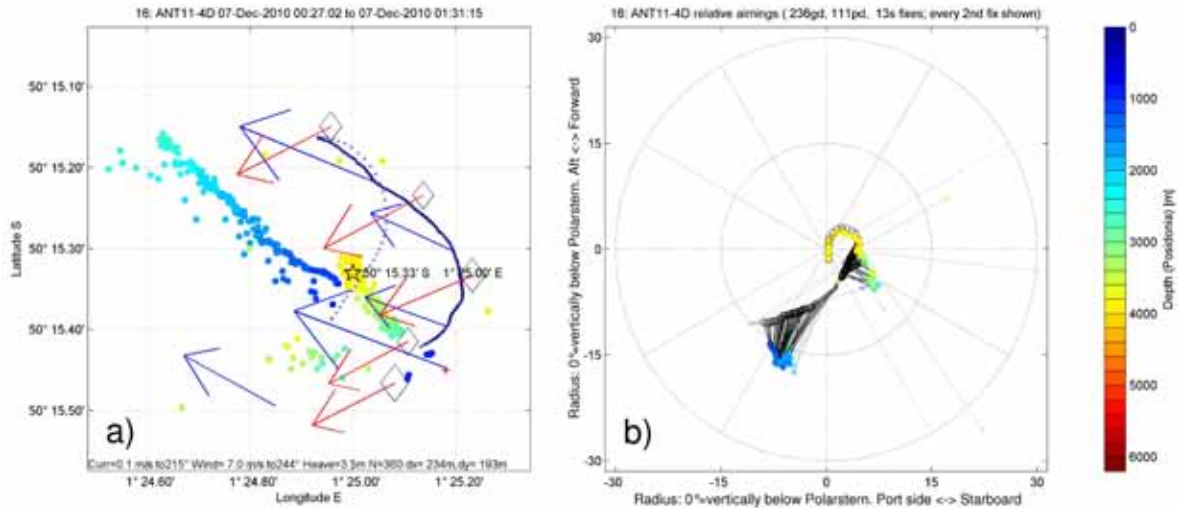 16: ANT11-4D 07-Dec-2010 00:27:02 to 07-Dec-2010 01:31:15
50° 15.10'
50° 15.20'
50° 15.30'
50° 15.40'
50° 15.50'
Latitude S
50° 15.33' S 1° 25.00' E
a)
Curr=0.1 m/s to215° Wind= 7.0 m/s to244° Heave=3.5m N=360 dx= 234m,dy= 193m
1° 24.60'
1° 24.80'
1° 25.00'
1° 25.20'
Longitude E
16: ANT11-4D relative aimings ( 236gd, 111pd, 13s fixes; every 2nd fix shown)
30
15
0
-15
-30
Radius: 0°=vertically below Polarstern. Aft <-> Forward
b)
-30
-15
0
15
30
Radius: 0°=vertically below Polarstern. Port side <-> Starboard
0
1000
2000
3000
4000
5000
6000
Depth (Posidonia) [m]